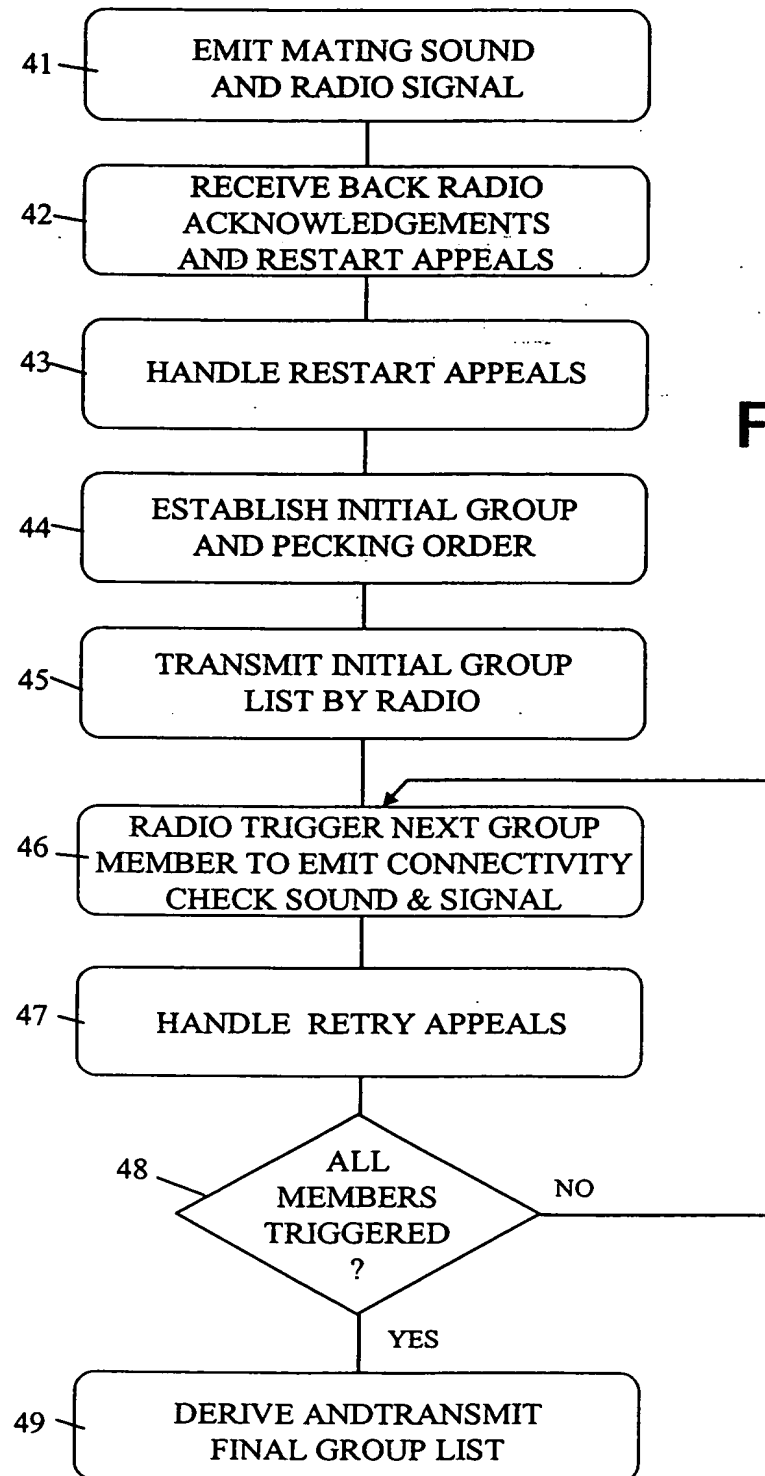 41
EMIT MATING SOUND
AND RADIO SIGNAL
42
RECEIVE BACK RADIO
ACKNOWLEDGEMENTS
AND RESTART APPEALS
43
HANDLE RESTART APPEALS
F
44
ESTABLISH INITIAL GROUP
AND PECKING ORDER
45
TRANSMIT INITIAL GROUP
LIST BY RADIO
46
RADIO TRIGGER NEXT GROUP
MEMBER TO EMIT CONNECTIVITY
CHECK SOUND & SIGNAL
47
HANDLE RETRY APPEALS
48
ALL
MEMBERS
TRIGGERED
?
NO
YES
49
DERIVE ANDTRANSMIT
FINAL GROUP LIST